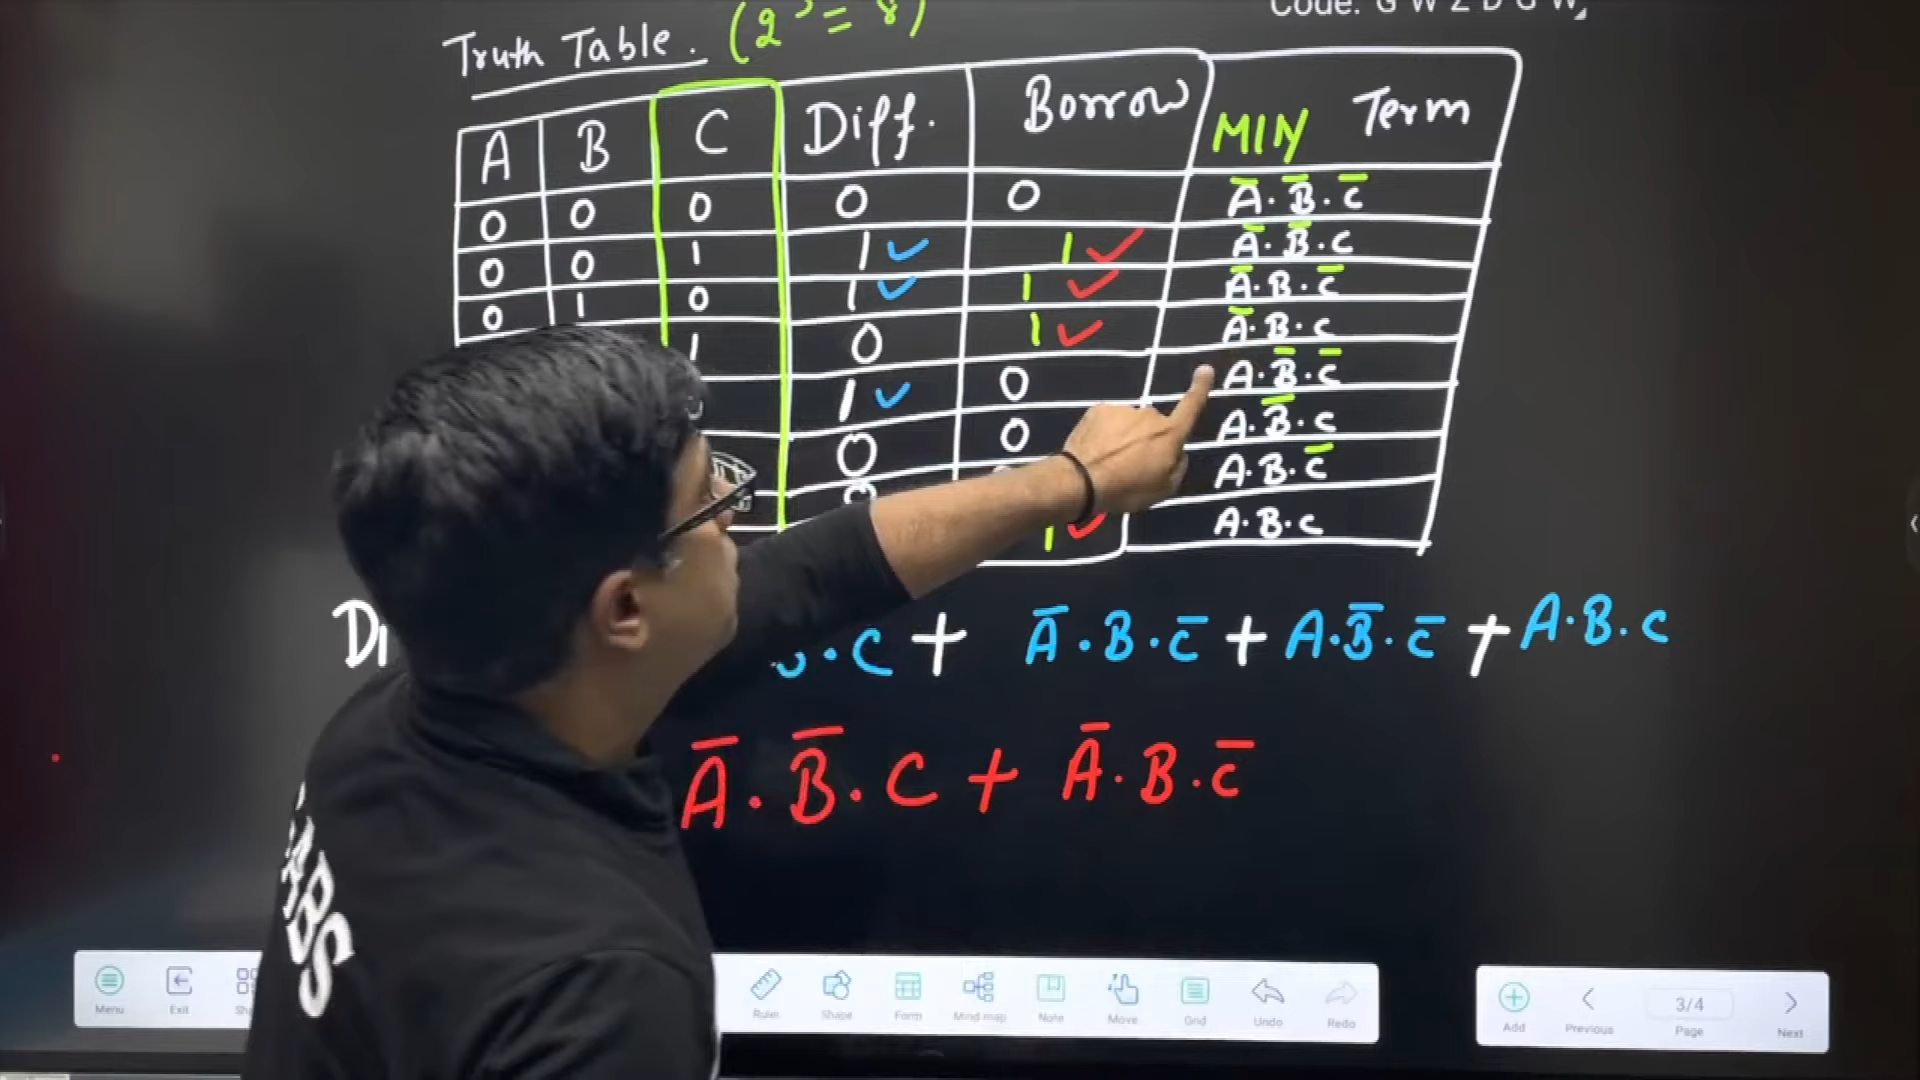 Code: G W Z D G W
Truth Table. (2³ = 8)
A B C Diff. Borrow MIN Term
0 0 0 0 0 A̅·B̅·c̅
0 0 1 1 ✓ 1 ✓ A̅·B̅·c
0 1 0 1 ✓ 1 ✓ A̅·B·c̅
1 0 1 ✓ A̅·B·c
1 ✓ 0 A·B̅·c̅
0 0 A·B̅·c
A·B·c̅
1 ✓ A·B·c
·C + A̅·B·c̅ + A·B̅·c̅ + A·B·c
A̅·B̅·C + A̅·B·c̅
Menu Exit Ruler Shape Form Mind map Note Move Grid Undo Redo
Add Previous 3/4 Page Next